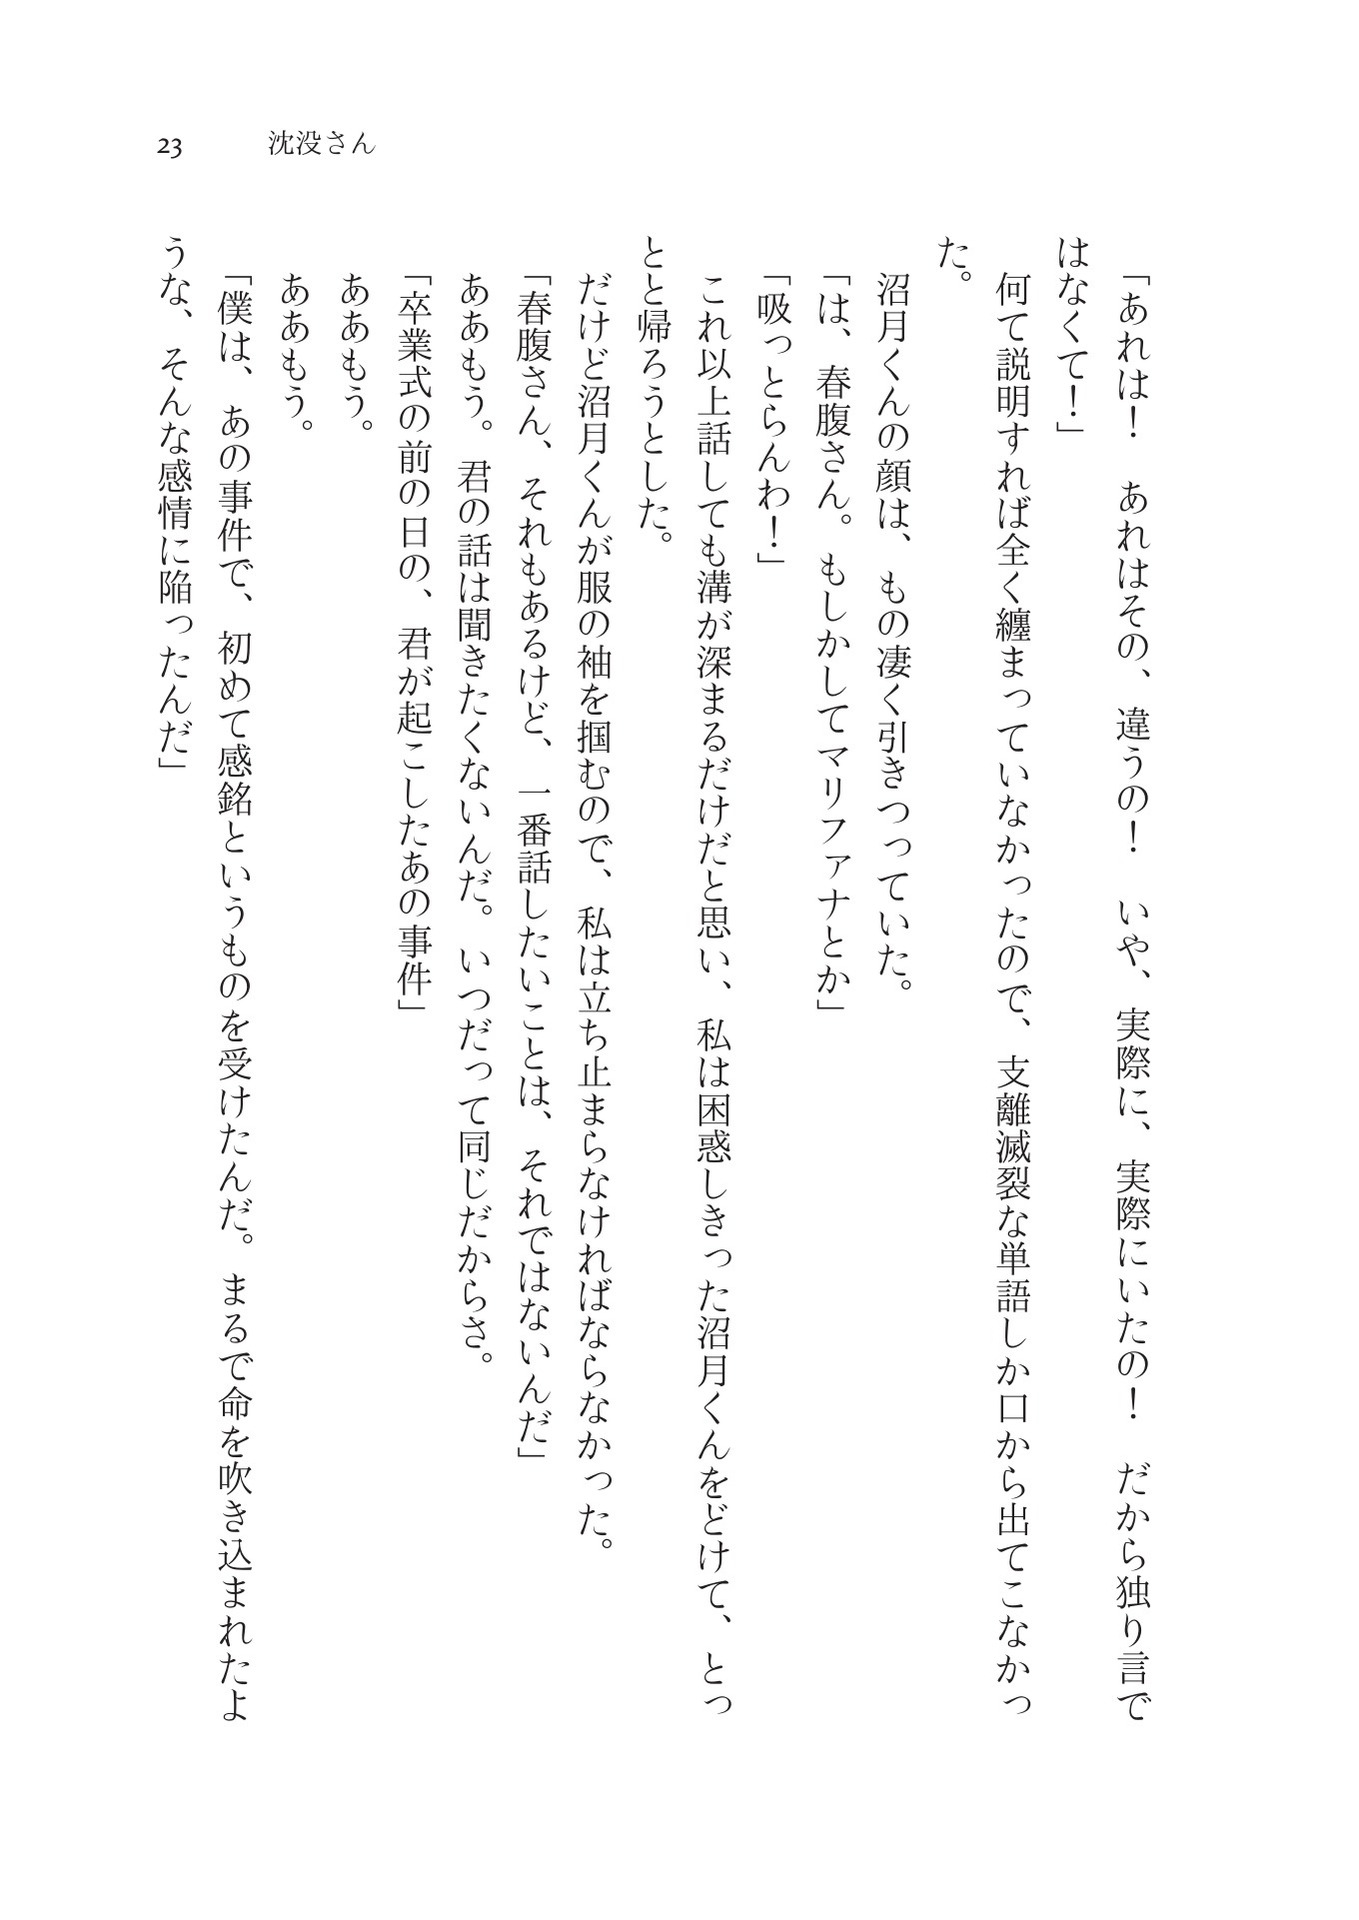 23 沈没さん
「あれは！　あれはその、違うの！　いや、実際に、実際にいたの！　だから独り言で
はなくて！」
何て説明すれば全く纏まっていなかったので、支離滅裂な単語しか口から出てこなかっ
た。
沼月くんの顔は、もの凄く引きつっていた。
「は、春腹さん。もしかしてマリファナとか」
「吸っとらんわ！」
これ以上話しても溝が深まるだけだと思い、私は困惑しきった沼月くんをどけて、とっ
とと帰ろうとした。
だけど沼月くんが服の袖を掴むので、私は立ち止まらなければならなかった。
「春腹さん、それもあるけど、一番話したいことは、それではないんだ」
ああもう。君の話は聞きたくないんだ。いつだって同じだからさ。
「卒業式の前の日の、君が起こしたあの事件」
ああもう。
ああもう。
「僕は、あの事件で、初めて感銘というものを受けたんだ。まるで命を吹き込まれたよ
うな、そんな感情に陥ったんだ」